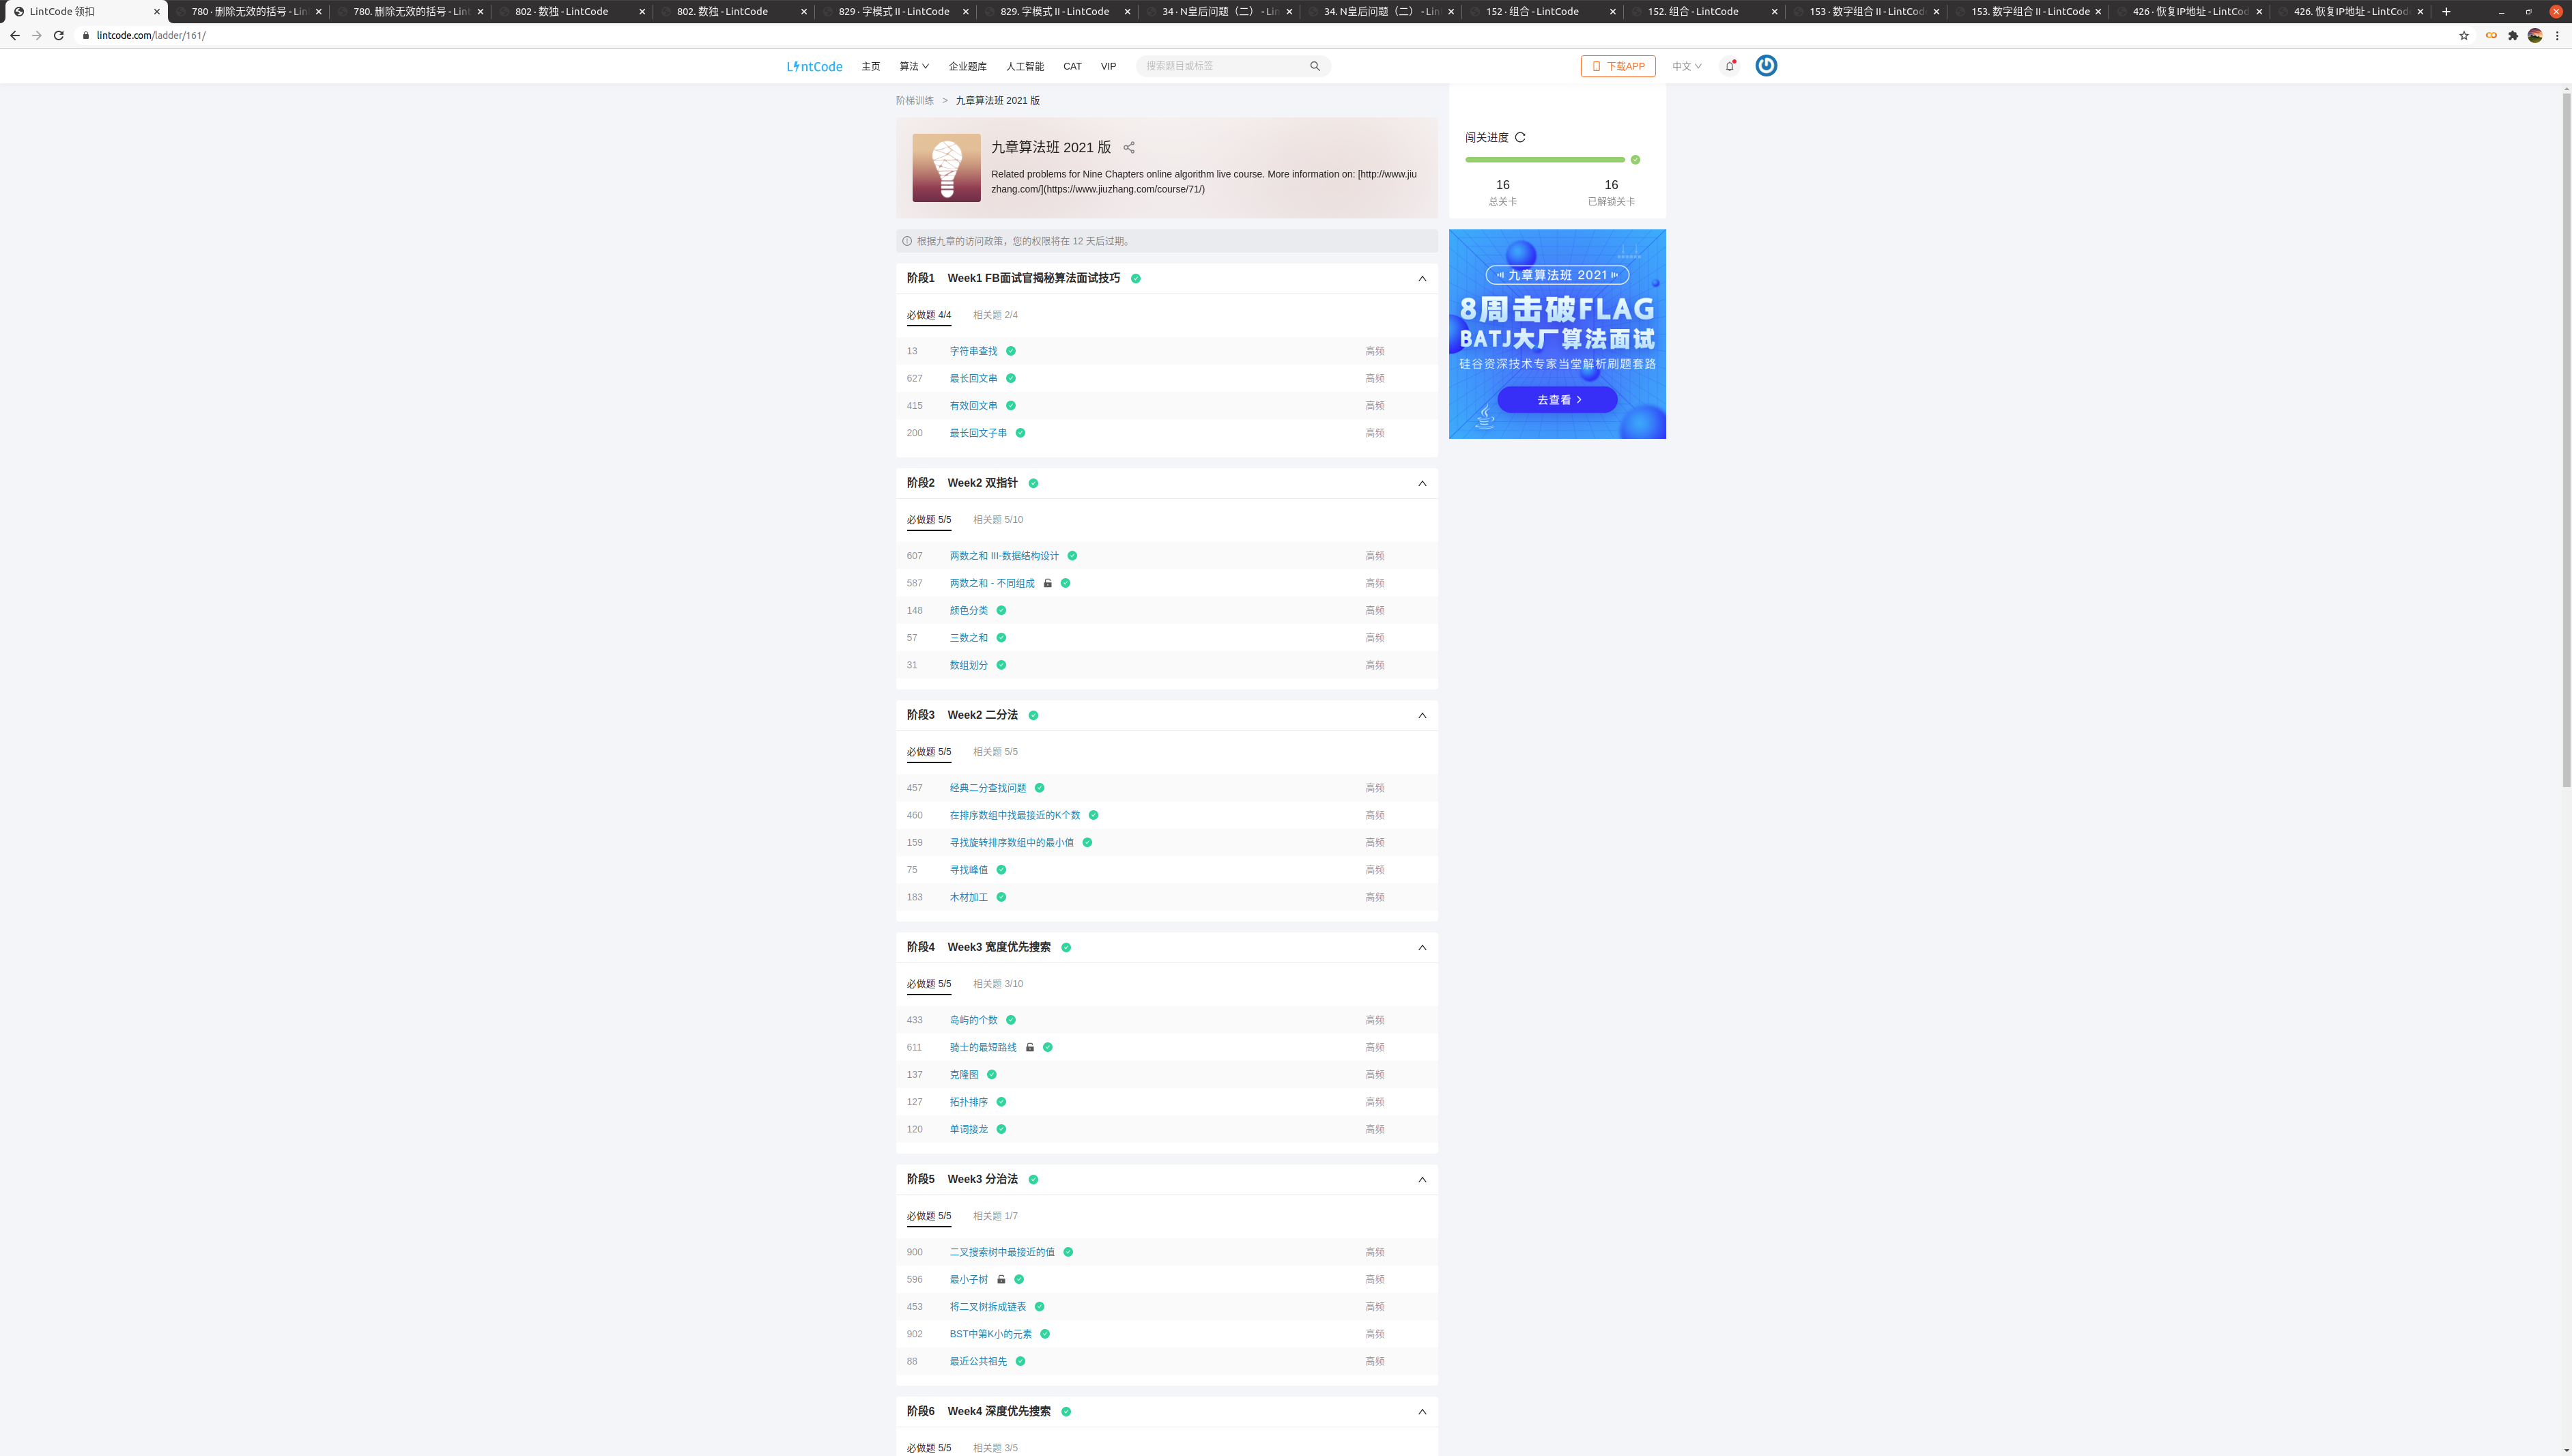 LintCode 领扣
780 · 删除无效的括号 - Lin
780. 删除无效的括号 - Lint
802 · 数独 - LintCode
802. 数独 - LintCode
829 · 字模式 II - LintCode
829. 字模式 II - LintCode
34 · N皇后问题（二） - Lin
34. N皇后问题（二） - Lin
152 · 组合 - LintCode
152. 组合 - LintCode
153 · 数字组合 II - LintCod
153. 数字组合 II - LintCode
426 · 恢复IP地址 - LintCod
426. 恢复IP地址 - LintCod
lintcode.com/ladder/161/
LintCode
主页
算法
企业题库
人工智能
CAT
VIP
搜索题目或标签
下载APP
中文
阶梯训练 > 九章算法班 2021 版
九章算法班 2021 版
Related problems for Nine Chapters online algorithm live course. More information on: [http://www.jiu
zhang.com/](https://www.jiuzhang.com/course/71/)
闯关进度
16 16
总关卡 已解锁关卡
根据九章的访问政策，您的权限将在 12 天后过期。
九章算法班 2021
8周击破FLAG
BATJ大厂算法面试
硅谷资深技术专家当堂解析刷题套路
去查看
阶段1 Week1 FB面试官揭秘算法面试技巧
必做题 4/4 相关题 2/4
13 字符串查找 高频
627 最长回文串 高频
415 有效回文串 高频
200 最长回文子串 高频
阶段2 Week2 双指针
必做题 5/5 相关题 5/10
607 两数之和 III-数据结构设计 高频
587 两数之和 - 不同组成 高频
148 颜色分类 高频
57 三数之和 高频
31 数组划分 高频
阶段3 Week2 二分法
必做题 5/5 相关题 5/5
457 经典二分查找问题 高频
460 在排序数组中找最接近的K个数 高频
159 寻找旋转排序数组中的最小值 高频
75 寻找峰值 高频
183 木材加工 高频
阶段4 Week3 宽度优先搜索
必做题 5/5 相关题 3/10
433 岛屿的个数 高频
611 骑士的最短路线 高频
137 克隆图 高频
127 拓扑排序 高频
120 单词接龙 高频
阶段5 Week3 分治法
必做题 5/5 相关题 1/7
900 二叉搜索树中最接近的值 高频
596 最小子树 高频
453 将二叉树拆成链表 高频
902 BST中第K小的元素 高频
88 最近公共祖先 高频
阶段6 Week4 深度优先搜索
必做题 5/5 相关题 3/5